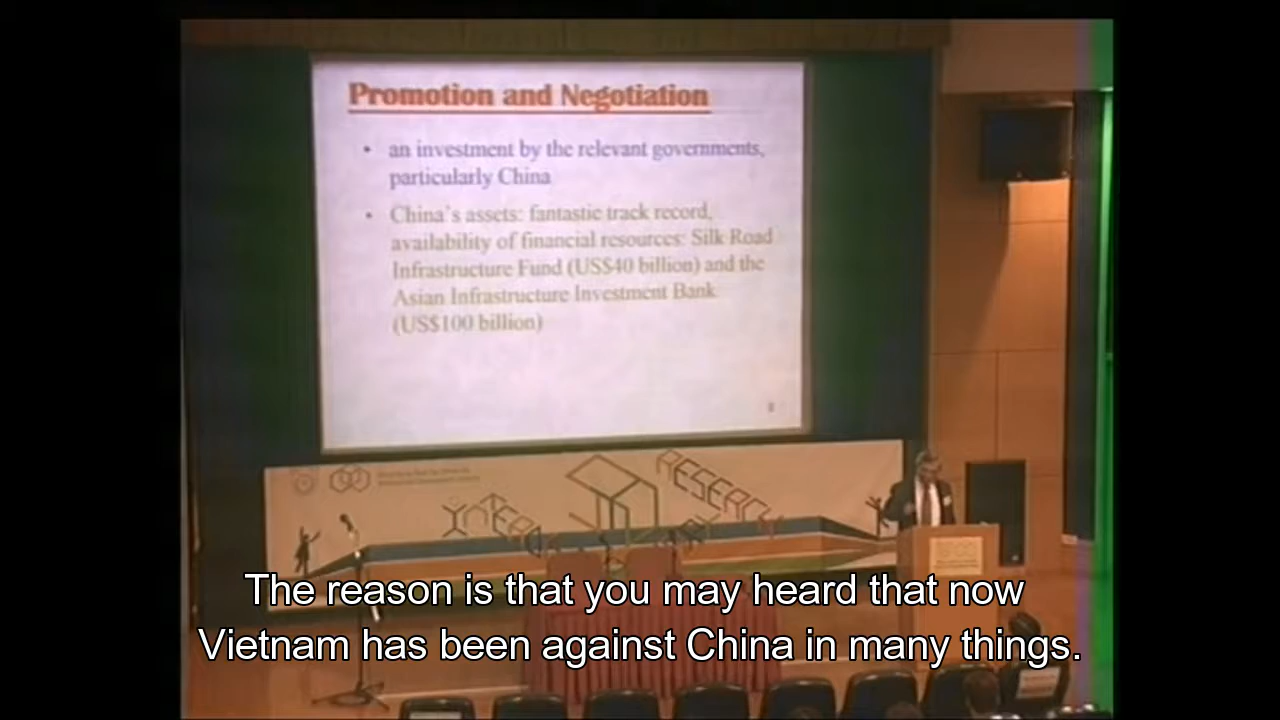 Promotion and Negotiation
• an investment by the relevant governments,
particularly China
• China's assets: fantastic track record,
availability of financial resources: Silk Road
Infrastructure Fund (US$40 billion) and the
Asian Infrastructure Investment Bank
(US$100 billion)
RESERCH
The reason is that you may heard that now
Vietnam has been against China in many things.